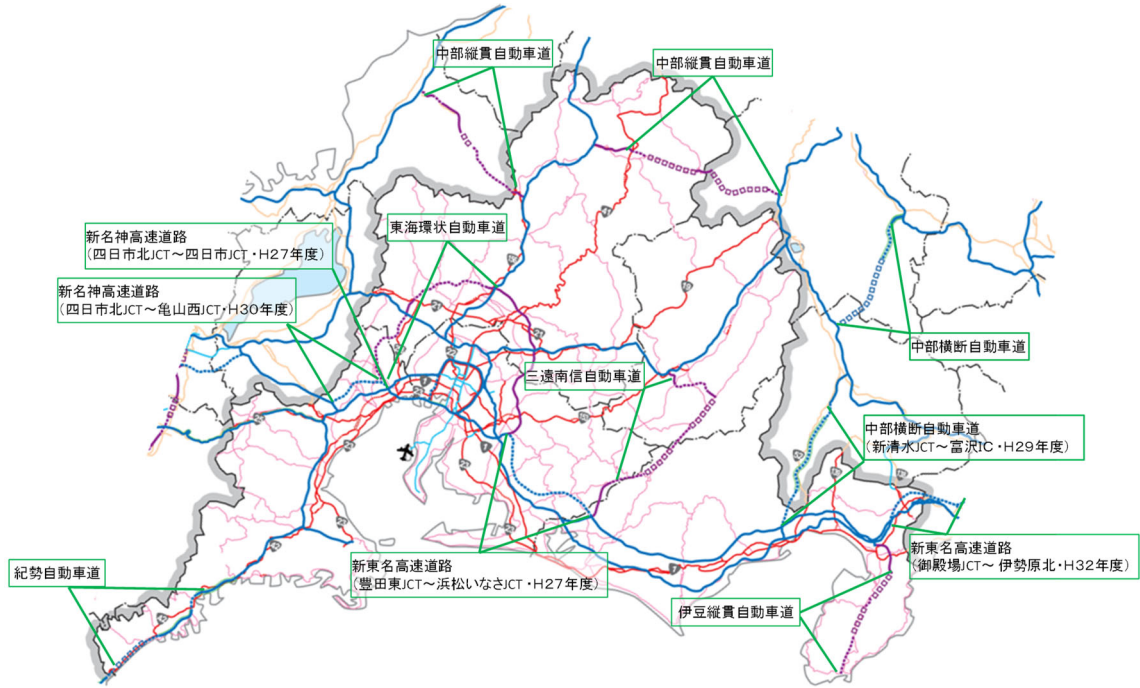 中部縦貫自動車道
中部縦貫自動車道
新名神高速道路
(四日市北JCT～四日市JCT・H27年度)
東海環状自動車道
新名神高速道路
(四日市北JCT～亀山西JCT・H30年度)
中部横断自動車道
三遠南信自動車道
中部横断自動車道
(新清水JCT～富沢IC・H29年度)
新東名高速道路
(御殿場JCT～ 伊勢原北・H32年度)
紀勢自動車道
新東名高速道路
(豊田東JCT～浜松いなさJCT・H27年度)
伊豆縦貫自動車道